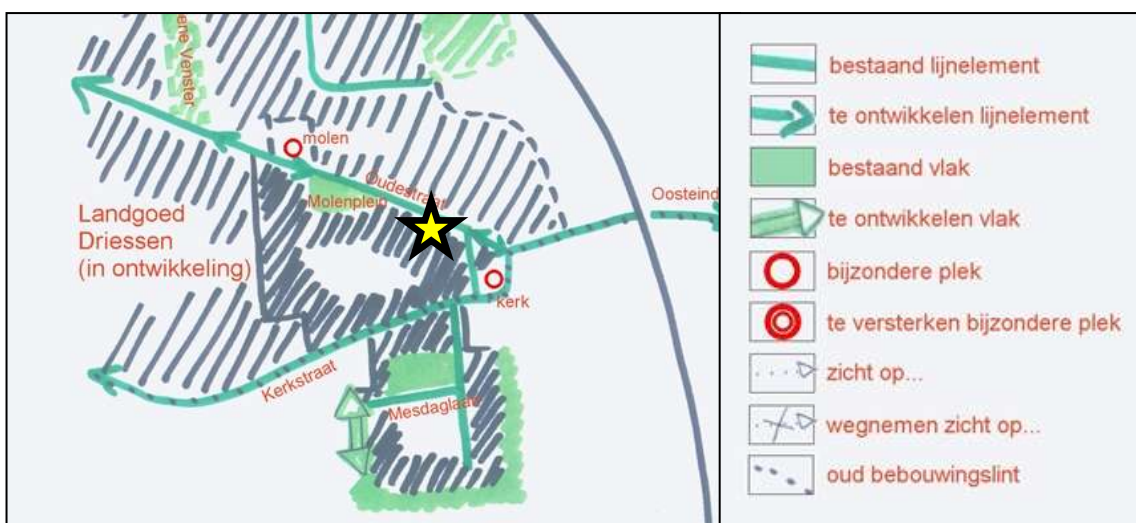 ene Venster
molen
Oudestraat
Molenplein
Oosteind
Landgoed
Driessen
(in ontwikkeling)
kerk
Kerkstraat
Mesdaglaan
bestaand lijnelement
te ontwikkelen lijnelement
bestaand vlak
te ontwikkelen vlak
bijzondere plek
te versterken bijzondere plek
zicht op...
wegnemen zicht op...
oud bebouwingslint